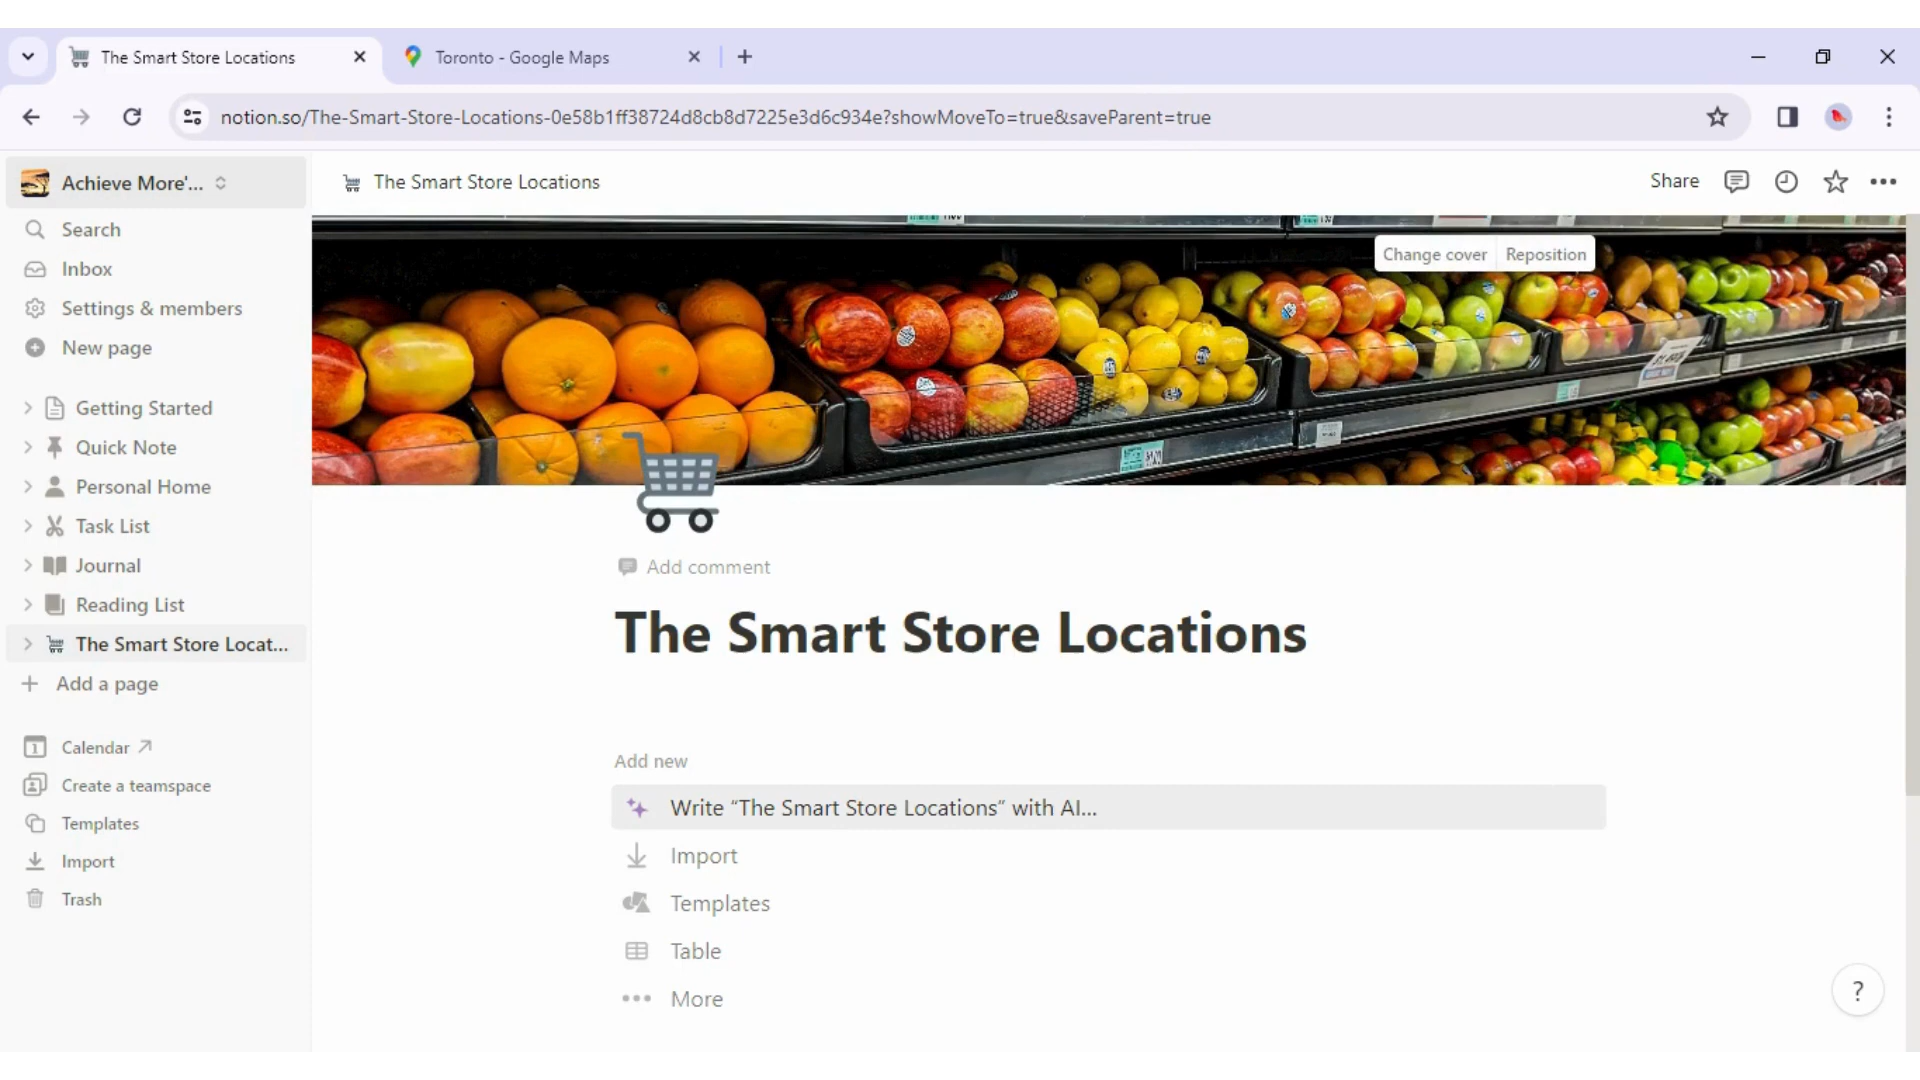 The Smart Store Locations
Toronto - Google Maps
notion.so/The-Smart-Store-Locations-0e58b1ff38724d8cb8d7225e3d6c934e?showMoveTo=true&saveParent=true
Achieve More'...
The Smart Store Locations
Share
Search
Inbox
Settings & members
New page
Getting Started
Quick Note
Personal Home
Task List
Journal
Reading List
The Smart Store Locat...
Add a page
Calendar
Create a teamspace
Templates
Import
Trash
Change cover
Reposition
Add comment
The Smart Store Locations
Add new
Write “The Smart Store Locations” with AI...
Import
Templates
Table
More
?